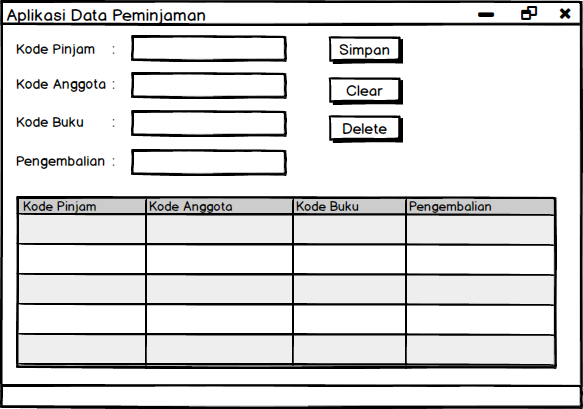 Aplikasi Data Peminjaman
Kode Pinjam : Simpan
Kode Anggota : Clear
Kode Buku : Delete
Pengembalian :
Kode Pinjam Kode Anggota Kode Buku Pengembalian